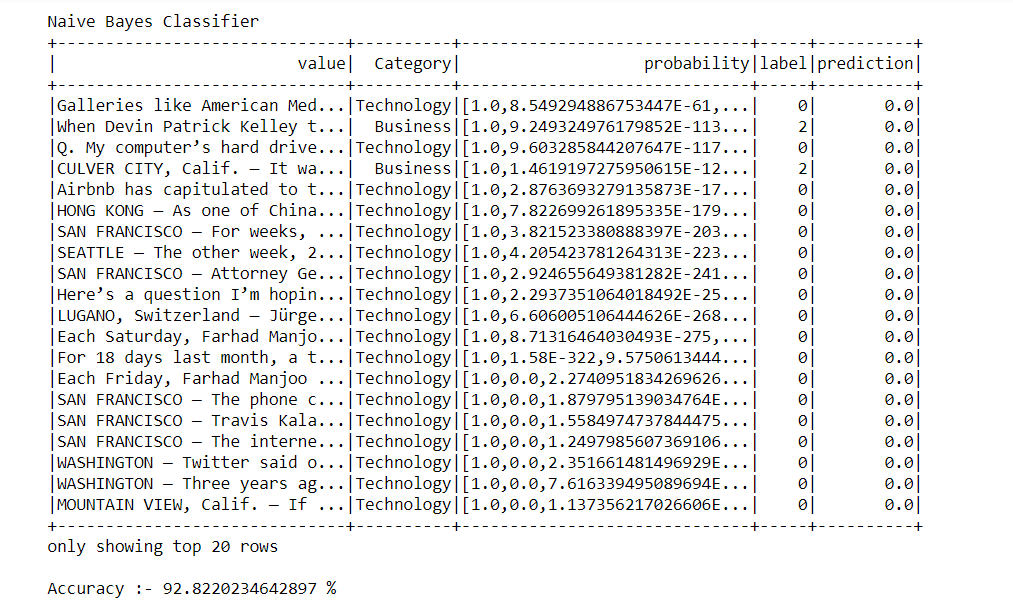 Naive Bayes Classifier
+----------------------------+----------+---------------------------+-----+----------+
|                       value|  Category|                probability|label|prediction|
+----------------------------+----------+---------------------------+-----+----------+
|Galleries like American Med...|Technology|[1.0,8.549294886753447E-61,...|    0|       0.0|
|When Devin Patrick Kelley t...|  Business|[1.0,9.249324976179852E-113...|    2|       0.0|
|Q. My computer’s hard drive...|Technology|[1.0,9.603285844207647E-117...|    0|       0.0|
|CULVER CITY, Calif. — It wa...|  Business|[1.0,1.4619197275950615E-12...|    2|       0.0|
|Airbnb has capitulated to t...|Technology|[1.0,2.8763693279135873E-17...|    0|       0.0|
|HONG KONG — As one of China...|Technology|[1.0,7.822699261895335E-179...|    0|       0.0|
|SAN FRANCISCO — For weeks, ...|Technology|[1.0,3.821523380888397E-203...|    0|       0.0|
|SEATTLE — The other week, 2...|Technology|[1.0,4.205423781264313E-223...|    0|       0.0|
|SAN FRANCISCO — Attorney Ge...|Technology|[1.0,2.924655649381282E-241...|    0|       0.0|
|Here’s a question I’m hopin...|Technology|[1.0,2.2937351064018492E-25...|    0|       0.0|
|LUGANO, Switzerland — Jürge...|Technology|[1.0,6.606005106444626E-268...|    0|       0.0|
|Each Saturday, Farhad Manjo...|Technology|[1.0,8.71316464030493E-275,...|    0|       0.0|
|For 18 days last month, a t...|Technology|[1.0,1.58E-322,9.5750613444...|    0|       0.0|
|Each Friday, Farhad Manjoo ...|Technology|[1.0,0.0,2.2740951834269626...|    0|       0.0|
|SAN FRANCISCO — The phone c...|Technology|[1.0,0.0,1.879795139034764E...|    0|       0.0|
|SAN FRANCISCO — Travis Kala...|Technology|[1.0,0.0,1.5584974737844475...|    0|       0.0|
|SAN FRANCISCO — The interne...|Technology|[1.0,0.0,1.2497985607369106...|    0|       0.0|
|WASHINGTON — Twitter said o...|Technology|[1.0,0.0,2.351661481496929E...|    0|       0.0|
|WASHINGTON — Three years ag...|Technology|[1.0,0.0,7.616339495089694E...|    0|       0.0|
|MOUNTAIN VIEW, Calif. — If ...|Technology|[1.0,0.0,1.137356217026606E...|    0|       0.0|
+----------------------------+----------+---------------------------+-----+----------+
only showing top 20 rows
Accuracy :- 92.8220234642897 %